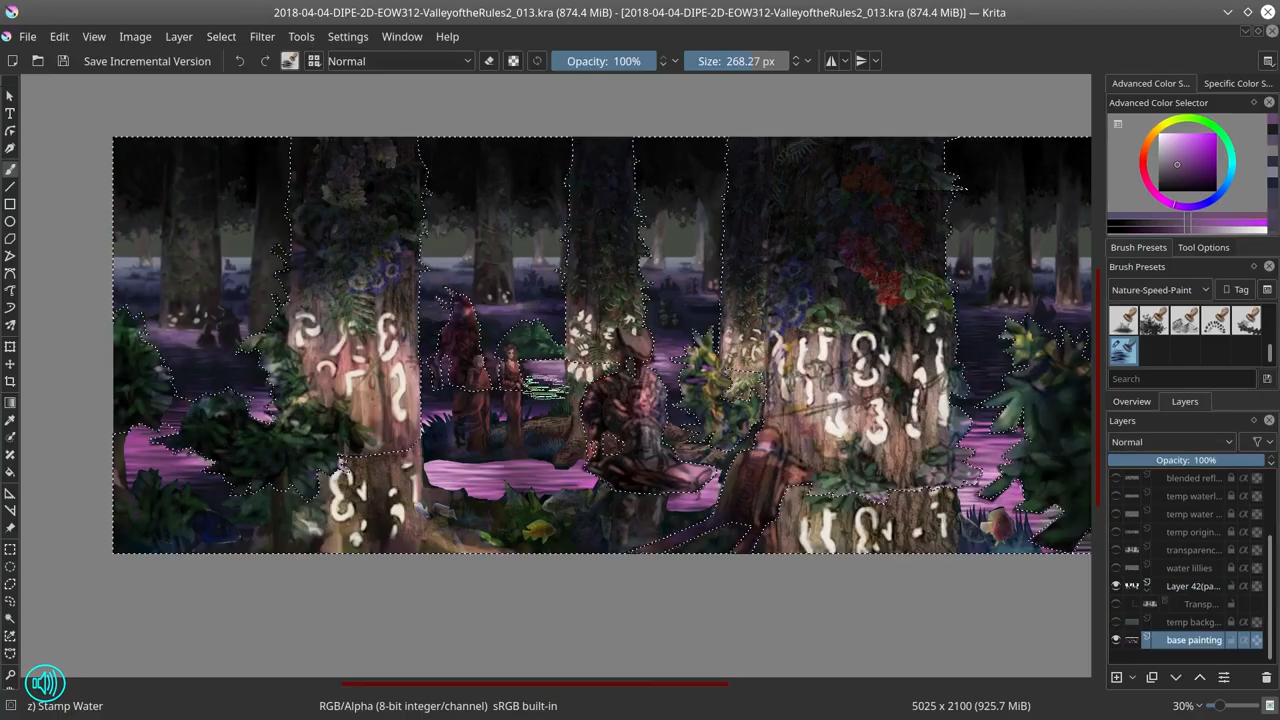 2018-04-04-DIPE-2D-EOW312-ValleyoftheRules2_013.kra (874.4 MiB) - [2018-04-04-DIPE-2D-EOW312-ValleyoftheRules2_013.kra (874.4 MiB)] — Krita
File Edit View Image Layer Select Filter Tools Settings Window Help
Save Incremental Version Normal Opacity: 100% Size: 268.27 px
Advanced Color S... Specific Color S...
Advanced Color Selector
Brush Presets Tool Options
Brush Presets
Nature-Speed-Paint Tag
Search
Overview Layers
Layers
Normal
Opacity: 100%
blended refl...
temp waterl...
temp water ...
temp origin...
transparenc...
water lillies
Layer 42(pa...
Transp...
temp backg...
base painting
z) Stamp Water RGB/Alpha (8-bit integer/channel) sRGB built-in 5025 x 2100 (925.7 MiB) 30%